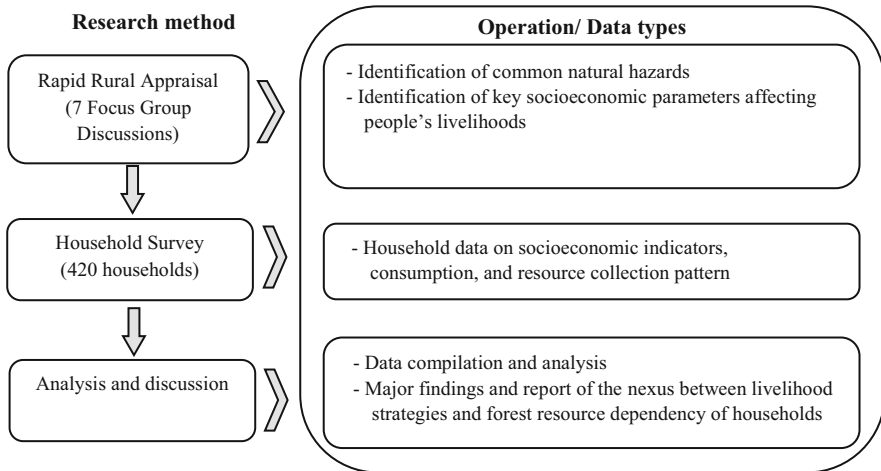 Research method
Operation/ Data types
Rapid Rural Appraisal
(7 Focus Group
Discussions)
- Identification of common natural hazards
- Identification of key socioeconomic parameters affecting
people’s livelihoods
Household Survey
(420 households)
- Household data on socioeconomic indicators,
consumption, and resource collection pattern
Analysis and discussion
- Data compilation and analysis
- Major findings and report of the nexus between livelihood
strategies and forest resource dependency of households